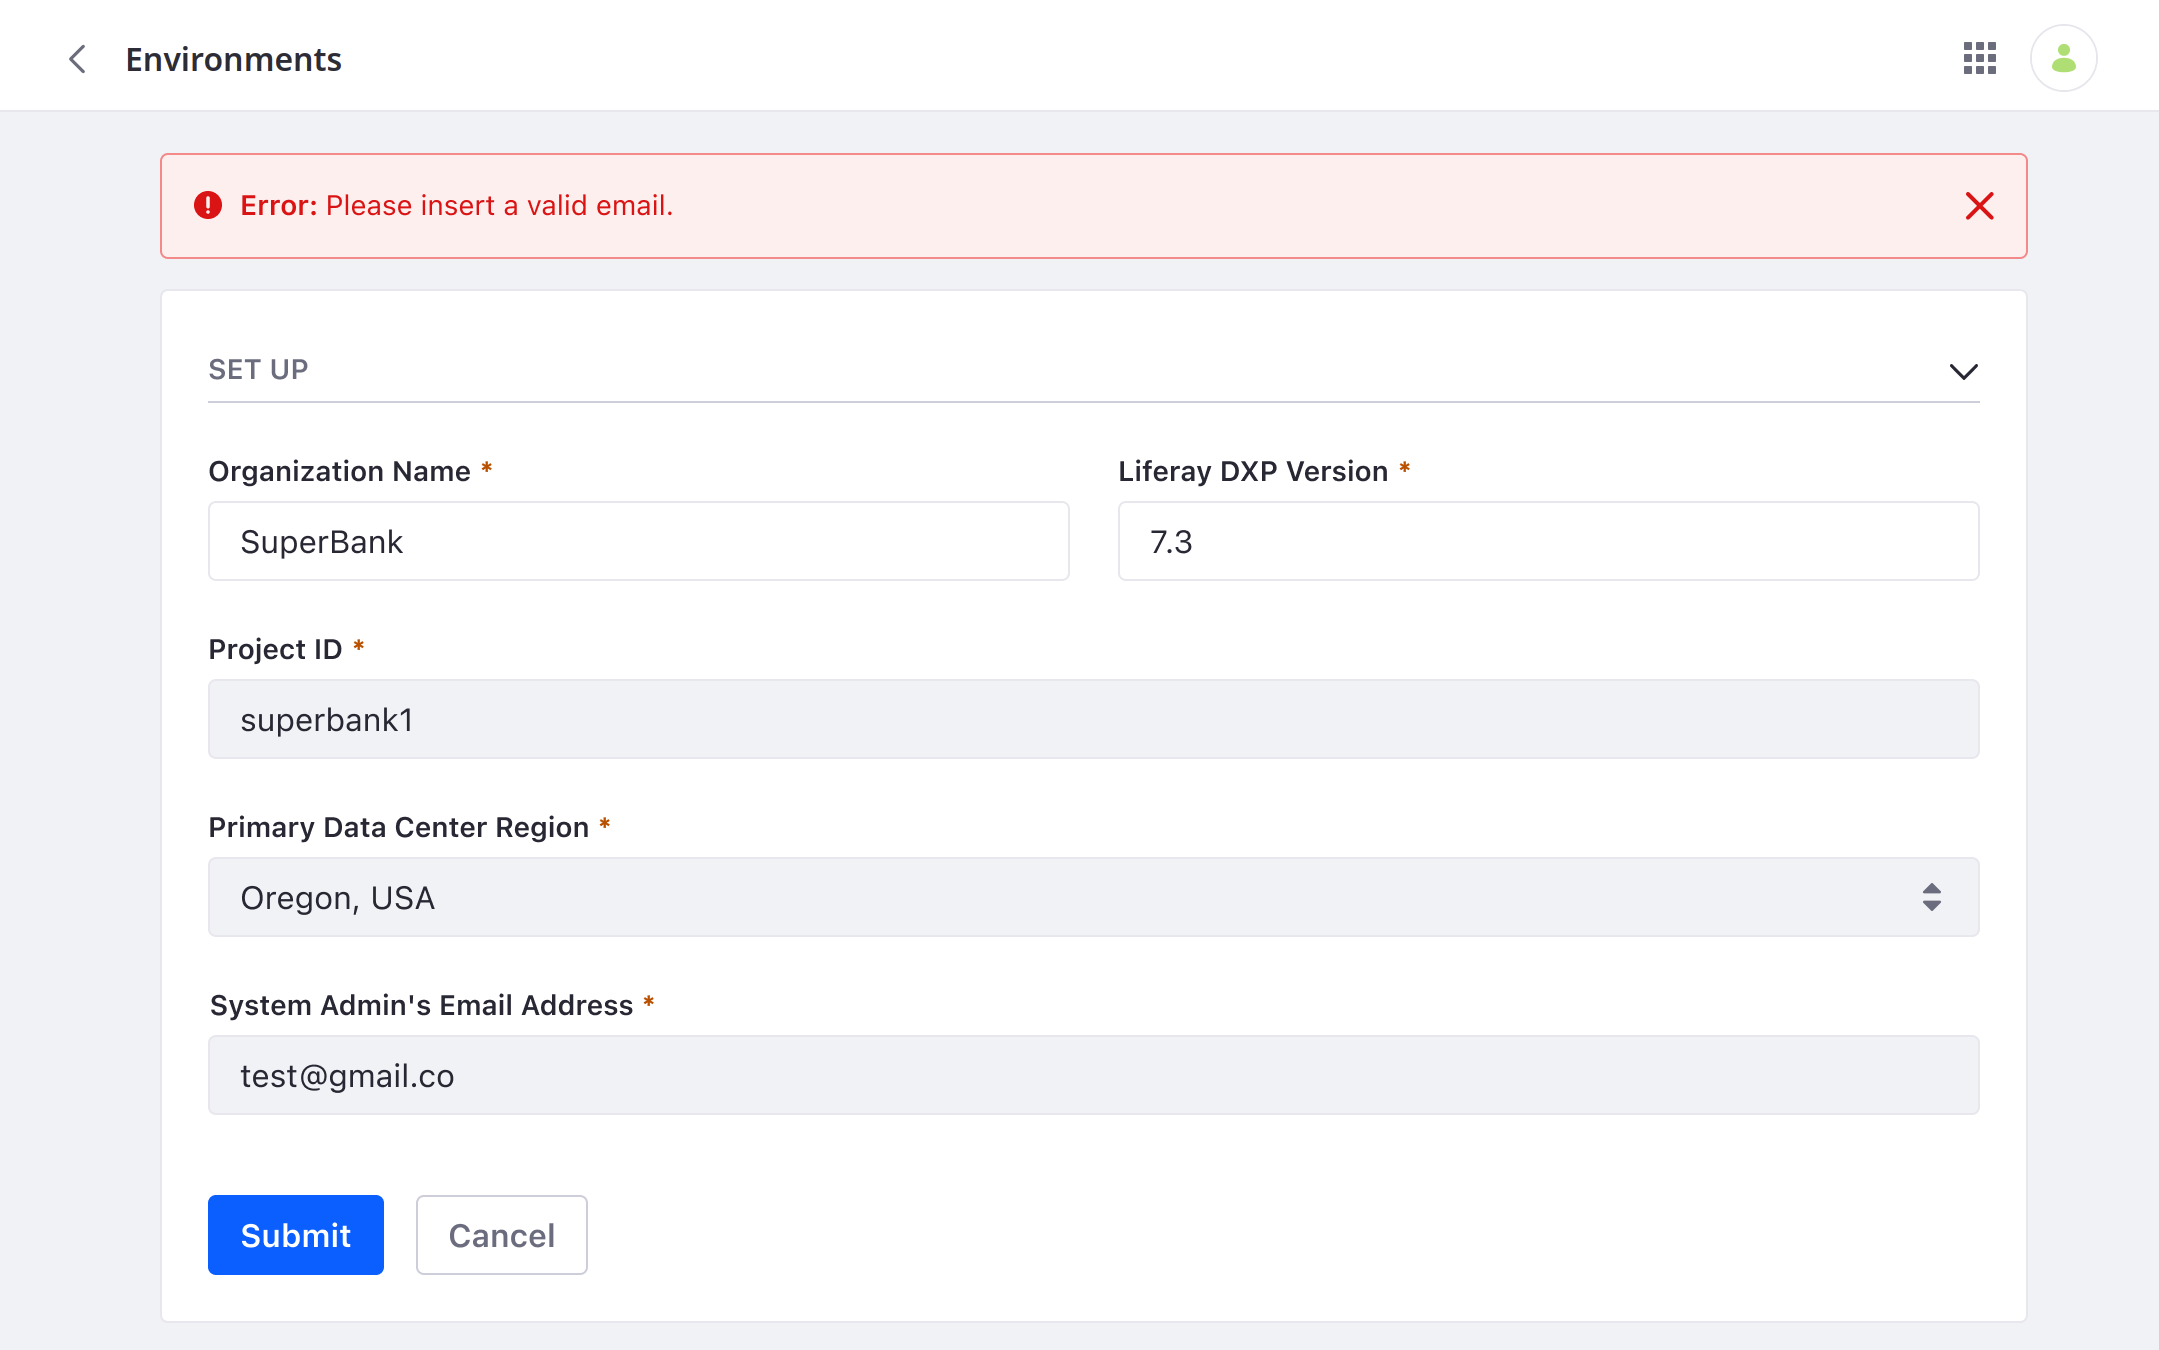 Environments
Error: Please insert a valid email.
SET UP
Organization Name *
Liferay DXP Version *
SuperBank
7.3
Project ID *
superbank1
Primary Data Center Region *
Oregon, USA
System Admin's Email Address *
test@gmail.co
Submit
Cancel